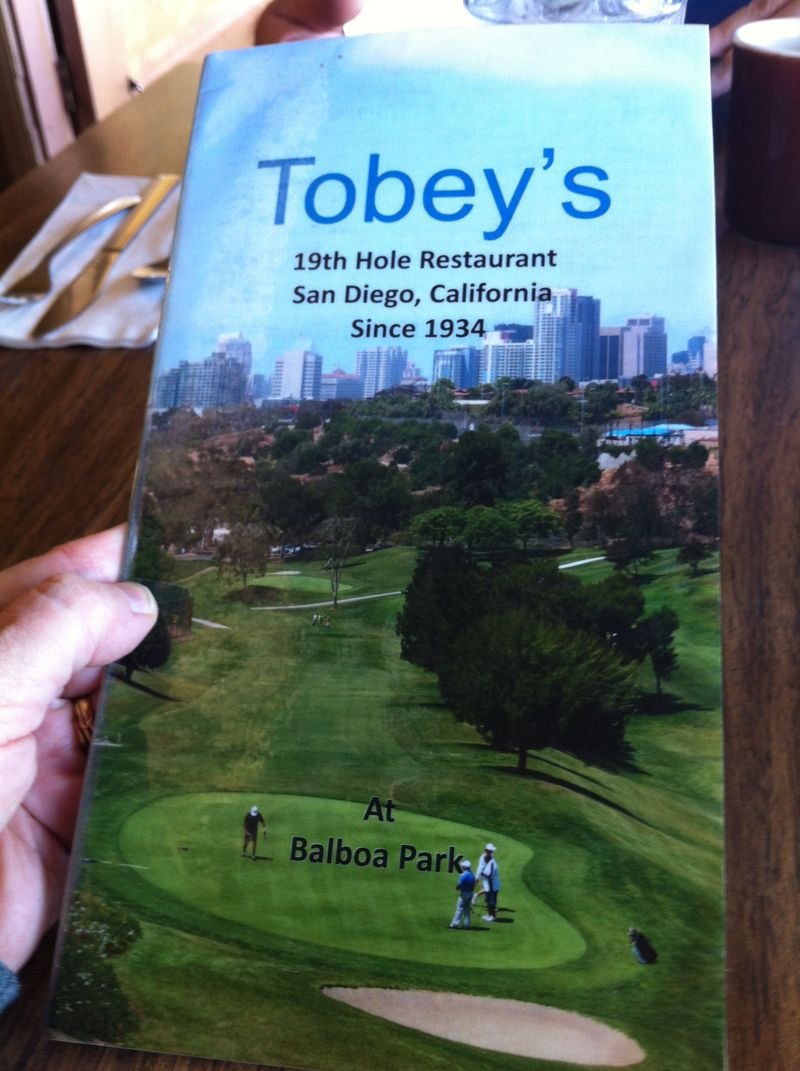 Tobey's
19th Hole Restaurant
San Diego, California
Since 1934
At
Balboa Park